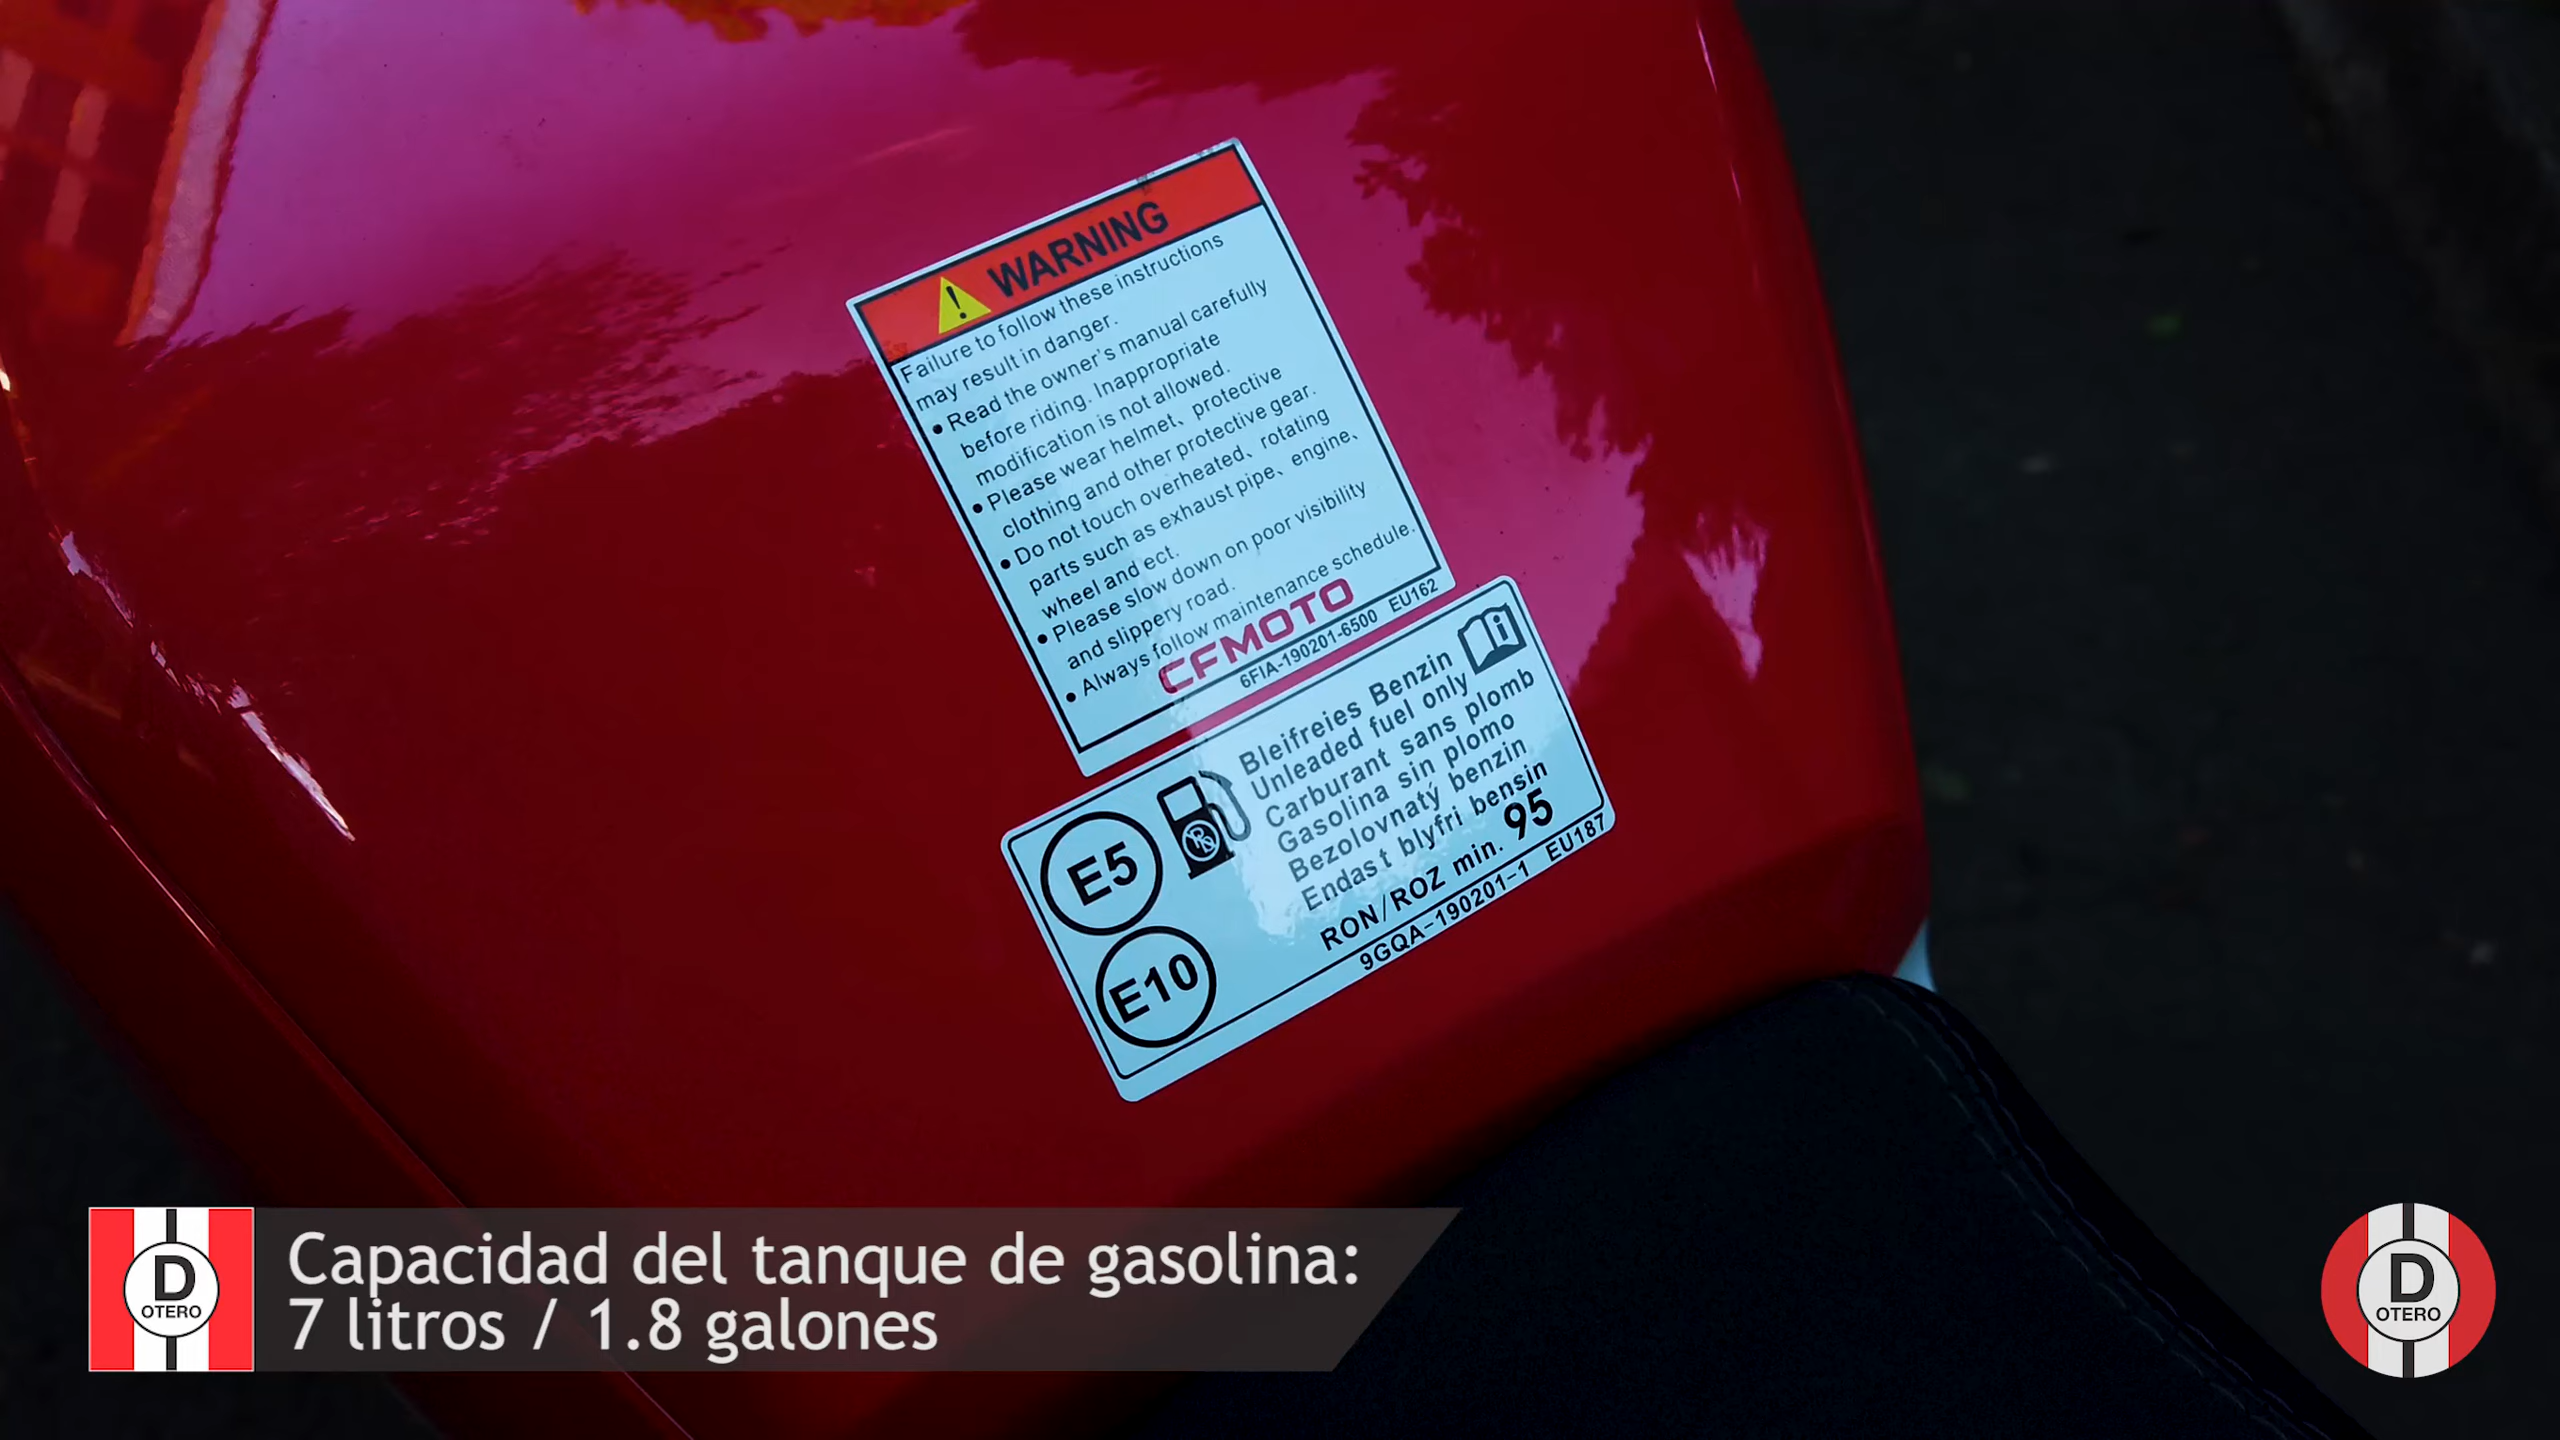 WARNING
Failure to follow these instructions
may result in danger.
● Read the owner's manual carefully
before riding. Inappropriate
modification is not allowed.
● Please wear helmet、protective
clothing and other protective gear.
● Do not touch overheated、rotating
parts such as exhaust pipe、engine、
wheel and ect.
● Please slow down on poor visibility
and slippery road.
● Always follow maintenance schedule.
CFMOTO
6FIA-190201-6500 EU162
Bleifreies Benzin
Unleaded fuel only
Carburant sans plomb
Gasolina sin plomo
Bezolovnatý benzin
Endast blyfri bensin
RON/ROZ min. 95
9GQA-190201-1 EU187
E5
E10
Capacidad del tanque de gasolina:
7 litros / 1.8 galones
D
OTERO
D
OTERO